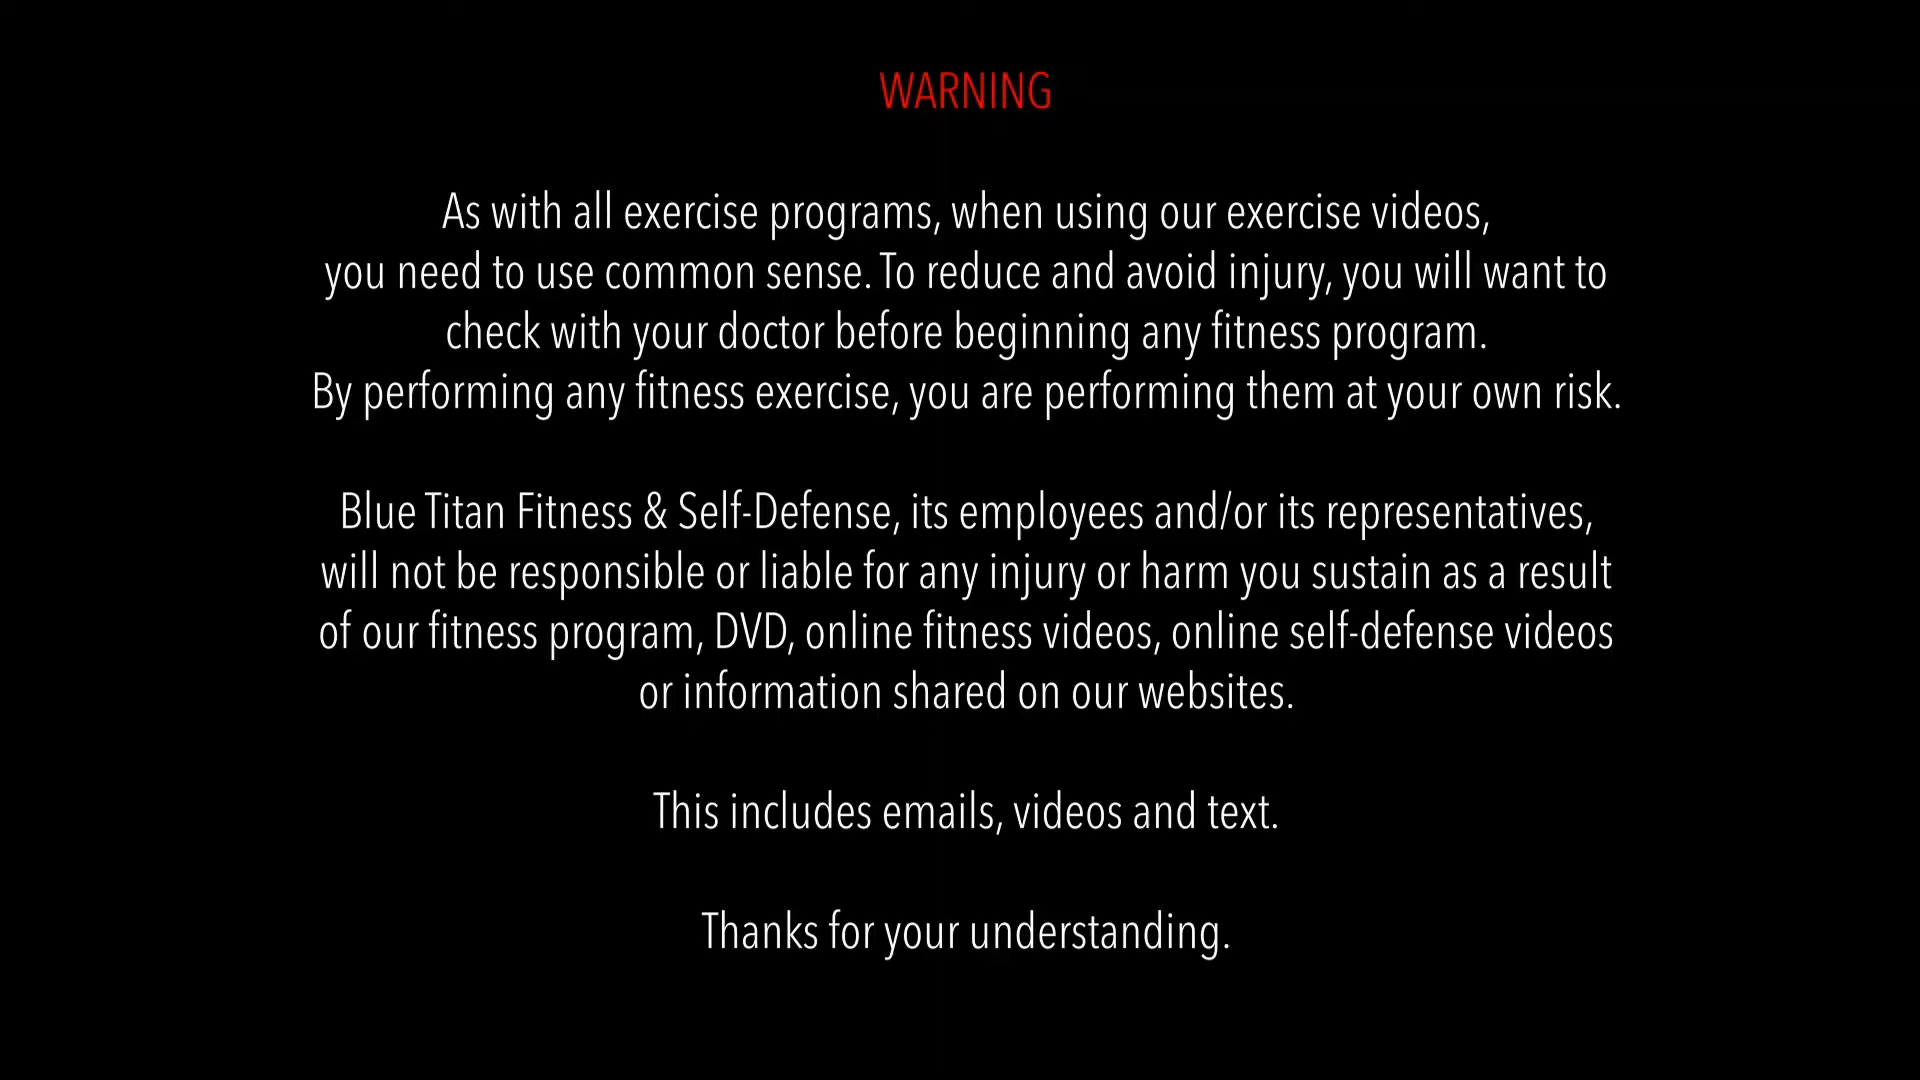 WARNING
As with all exercise programs, when using our exercise videos,
you need to use common sense. To reduce and avoid injury, you will want to
check with your doctor before beginning any fitness program.
By performing any fitness exercise, you are performing them at your own risk.
Blue Titan Fitness & Self-Defense, its employees and/or its representatives,
will not be responsible or liable for any injury or harm you sustain as a result
of our fitness program, DVD, online fitness videos, online self-defense videos
or information shared on our websites.
This includes emails, videos and text.
Thanks for your understanding.